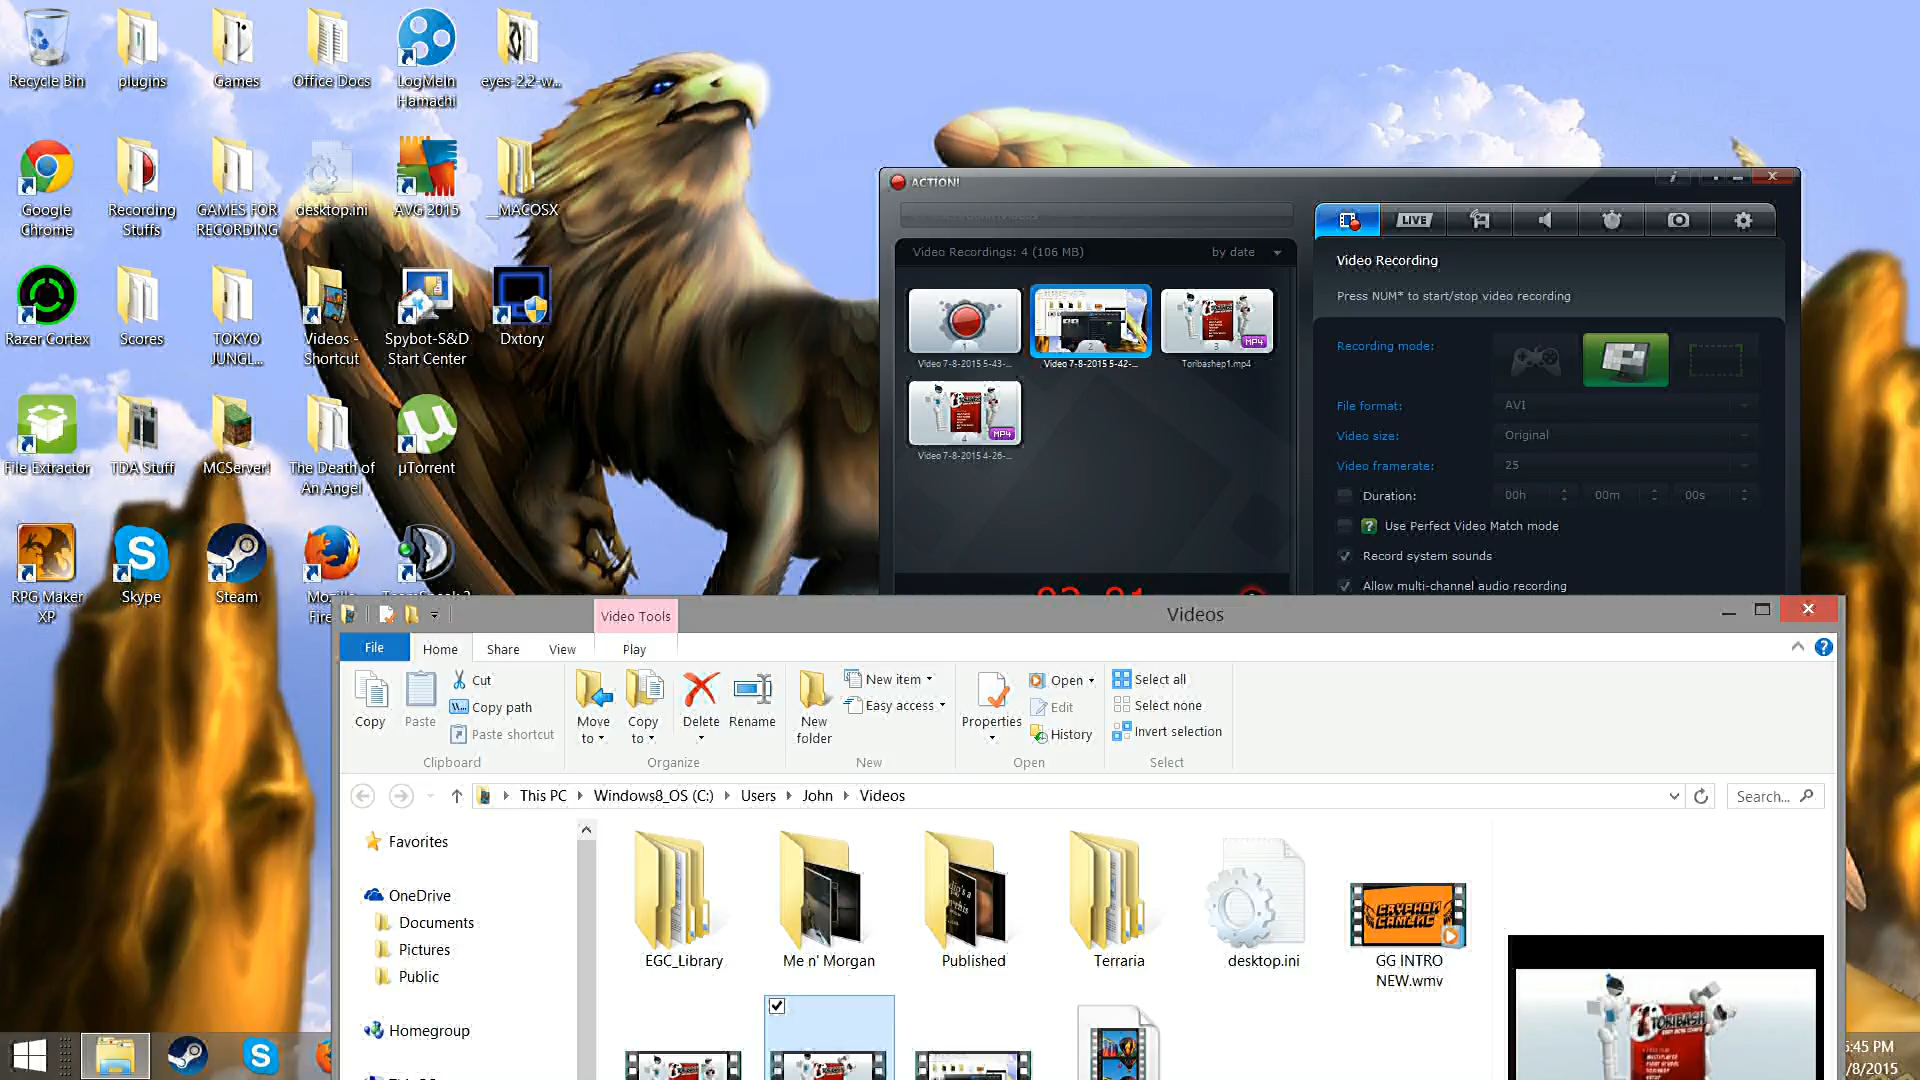 Recycle Bin
plugins
Games
Office Docs
LogMeIn
Hamachi
eyes-2.2-w...
Google
Chrome
Recording
Stuffs
GAMES FOR
RECORDING
desktop.ini
AVG 2015
__MACOSX
Razer Cortex
Scores
TOKYO
JUNGL...
Videos -
Shortcut
Spybot-S&D
Start Center
Dxtory
File Extractor
TDA Stuff
MCServer!
The Death of
An Angel
µTorrent
RPG Maker
XP
Skype
Steam
ACTION!
Video Recordings: 4 (106 MB)
by date
1
Video 7-8-2015 5-43-...
2
Video 7-8-2015 5-42-...
MP4
3
Toribashep1.mp4
MP4
4
Video 7-8-2015 4-26-...
LIVE
Video Recording
Press NUM* to start/stop video recording
Recording mode:
File format:
AVI
Video size:
Original
Video framerate:
25
Duration:
00h
00m
00s
? Use Perfect Video Match mode
Record system sounds
Allow multi-channel audio recording
Video Tools
Videos
File
Home
Share
View
Play
Copy
Paste
Cut
Copy path
Paste shortcut
Clipboard
Move
to
Copy
to
Delete
Rename
Organize
New
folder
New item
Easy access
New
Properties
Open
Edit
History
Open
Select all
Select none
Invert selection
Select
This PC
Windows8_OS (C:)
Users
John
Videos
Search...
Favorites
OneDrive
Documents
Pictures
Public
Homegroup
EGC_Library
Me n' Morgan
Published
Terraria
desktop.ini
GRYPHON
GAMING
GG INTRO
NEW.wmv
TORIBASH
5:45 PM
/8/2015